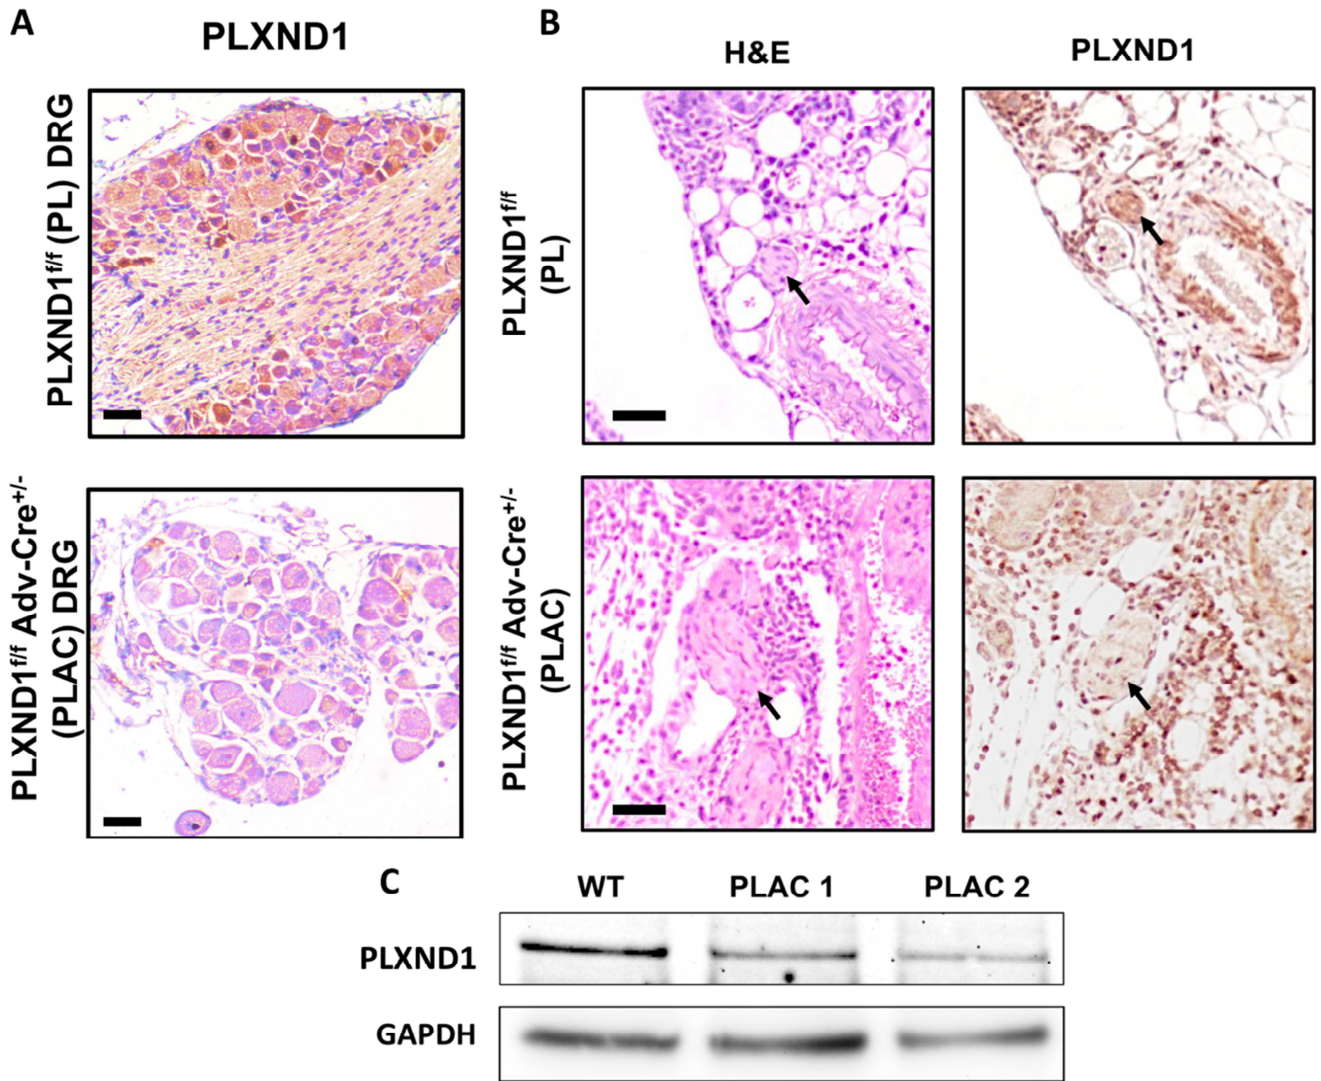 A
PLXND1
PLXND1f/f (PL) DRG
PLXND1f/f Adv-Cre+/-
(PLAC) DRG
B
H&E
PLXND1
PLXND1f/f
(PL)
PLXND1f/f Adv-Cre+/-
(PLAC)
C
WT
PLAC 1
PLAC 2
PLXND1
GAPDH